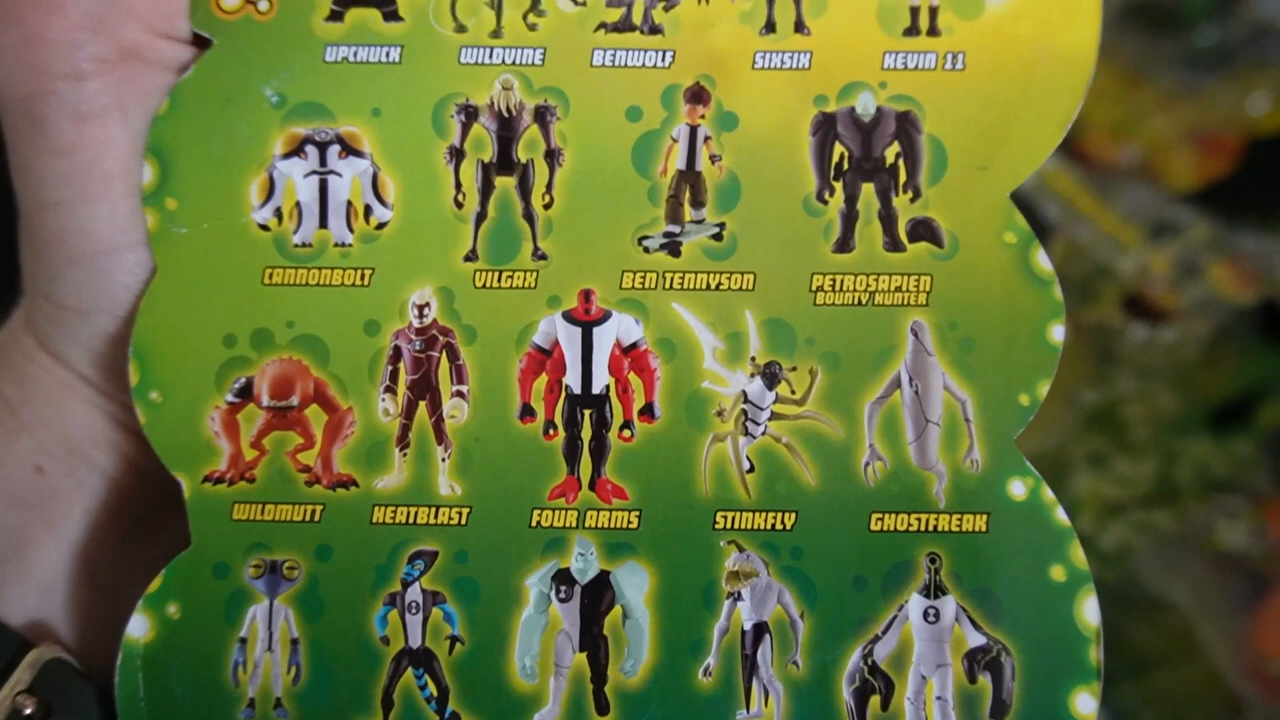 UPCHUCK
WILDVINE
BENWOLF
SIXSIX
KEVIN 11
CANNONBOLT
VILGAX
BEN TENNYSON
PETROSAPIEN
BOUNTY HUNTER
WILDMUTT
HEATBLAST
FOUR ARMS
STINKFLY
GHOSTFREAK